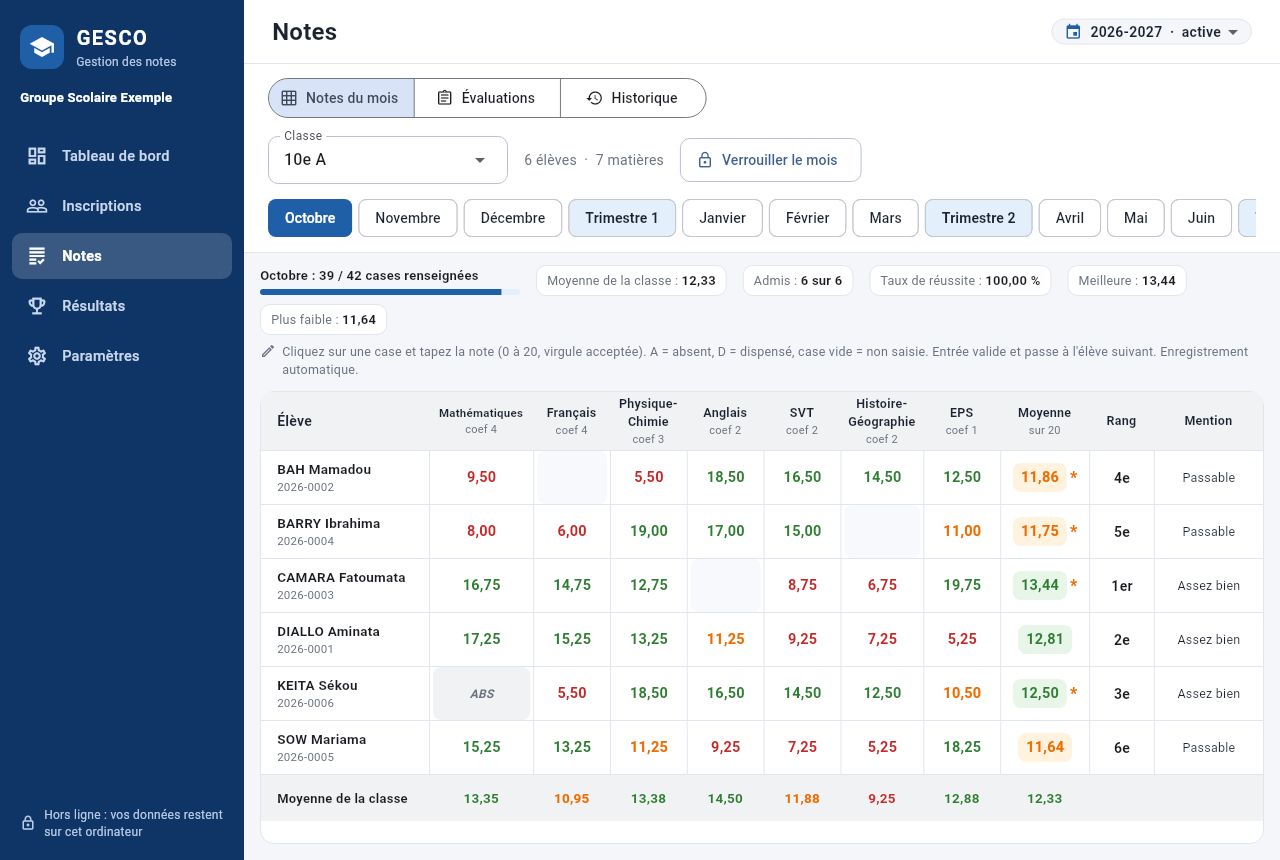 GESCO
Gestion des notes
Groupe Scolaire Exemple
Tableau de bord
Inscriptions
Notes
Résultats
Paramètres
Hors ligne : vos données restent
sur cet ordinateur
Notes
2026-2027 · active
Notes du mois
Évaluations
Historique
Classe
10e A
6 élèves · 7 matières
Verrouiller le mois
Octobre
Novembre
Décembre
Trimestre 1
Janvier
Février
Mars
Trimestre 2
Avril
Mai
Juin
Octobre : 39 / 42 cases renseignées
Moyenne de la classe : 12,33
Admis : 6 sur 6
Taux de réussite : 100,00 %
Meilleure : 13,44
Plus faible : 11,64
Cliquez sur une case et tapez la note (0 à 20, virgule acceptée). A = absent, D = dispensé, case vide = non saisie. Entrée valide et passe à l'élève suivant. Enregistrement
automatique.
Élève
Mathématiques
coef 4
Français
coef 4
Physique-
Chimie
coef 3
Anglais
coef 2
SVT
coef 2
Histoire-
Géographie
coef 2
EPS
coef 1
Moyenne
sur 20
Rang
Mention
BAH Mamadou
2026-0002
9,50 5,50 18,50 16,50 14,50 12,50 11,86 * 4e Passable
BARRY Ibrahima
2026-0004
8,00 6,00 19,00 17,00 15,00 11,00 11,75 * 5e Passable
CAMARA Fatoumata
2026-0003
16,75 14,75 12,75 8,75 6,75 19,75 13,44 * 1er Assez bien
DIALLO Aminata
2026-0001
17,25 15,25 13,25 11,25 9,25 7,25 5,25 12,81 2e Assez bien
KEITA Sékou
2026-0006
ABS 5,50 18,50 16,50 14,50 12,50 10,50 12,50 * 3e Assez bien
SOW Mariama
2026-0005
15,25 13,25 11,25 9,25 7,25 5,25 18,25 11,64 6e Passable
Moyenne de la classe 13,35 10,95 13,38 14,50 11,88 9,25 12,88 12,33